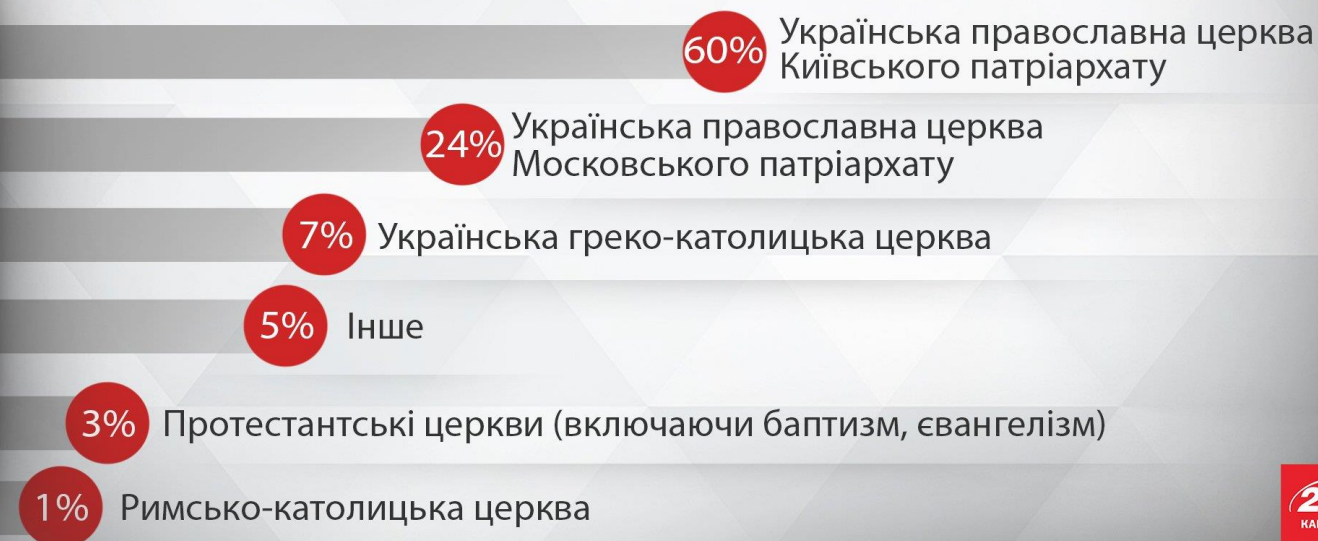 60% Українська православна церква
Київського патріархату
24% Українська православна церква
Московського патріархату
7% Українська греко-католицька церква
5% Інше
3% Протестантські церкви (включаючи баптизм, євангелізм)
1% Римсько-католицька церква